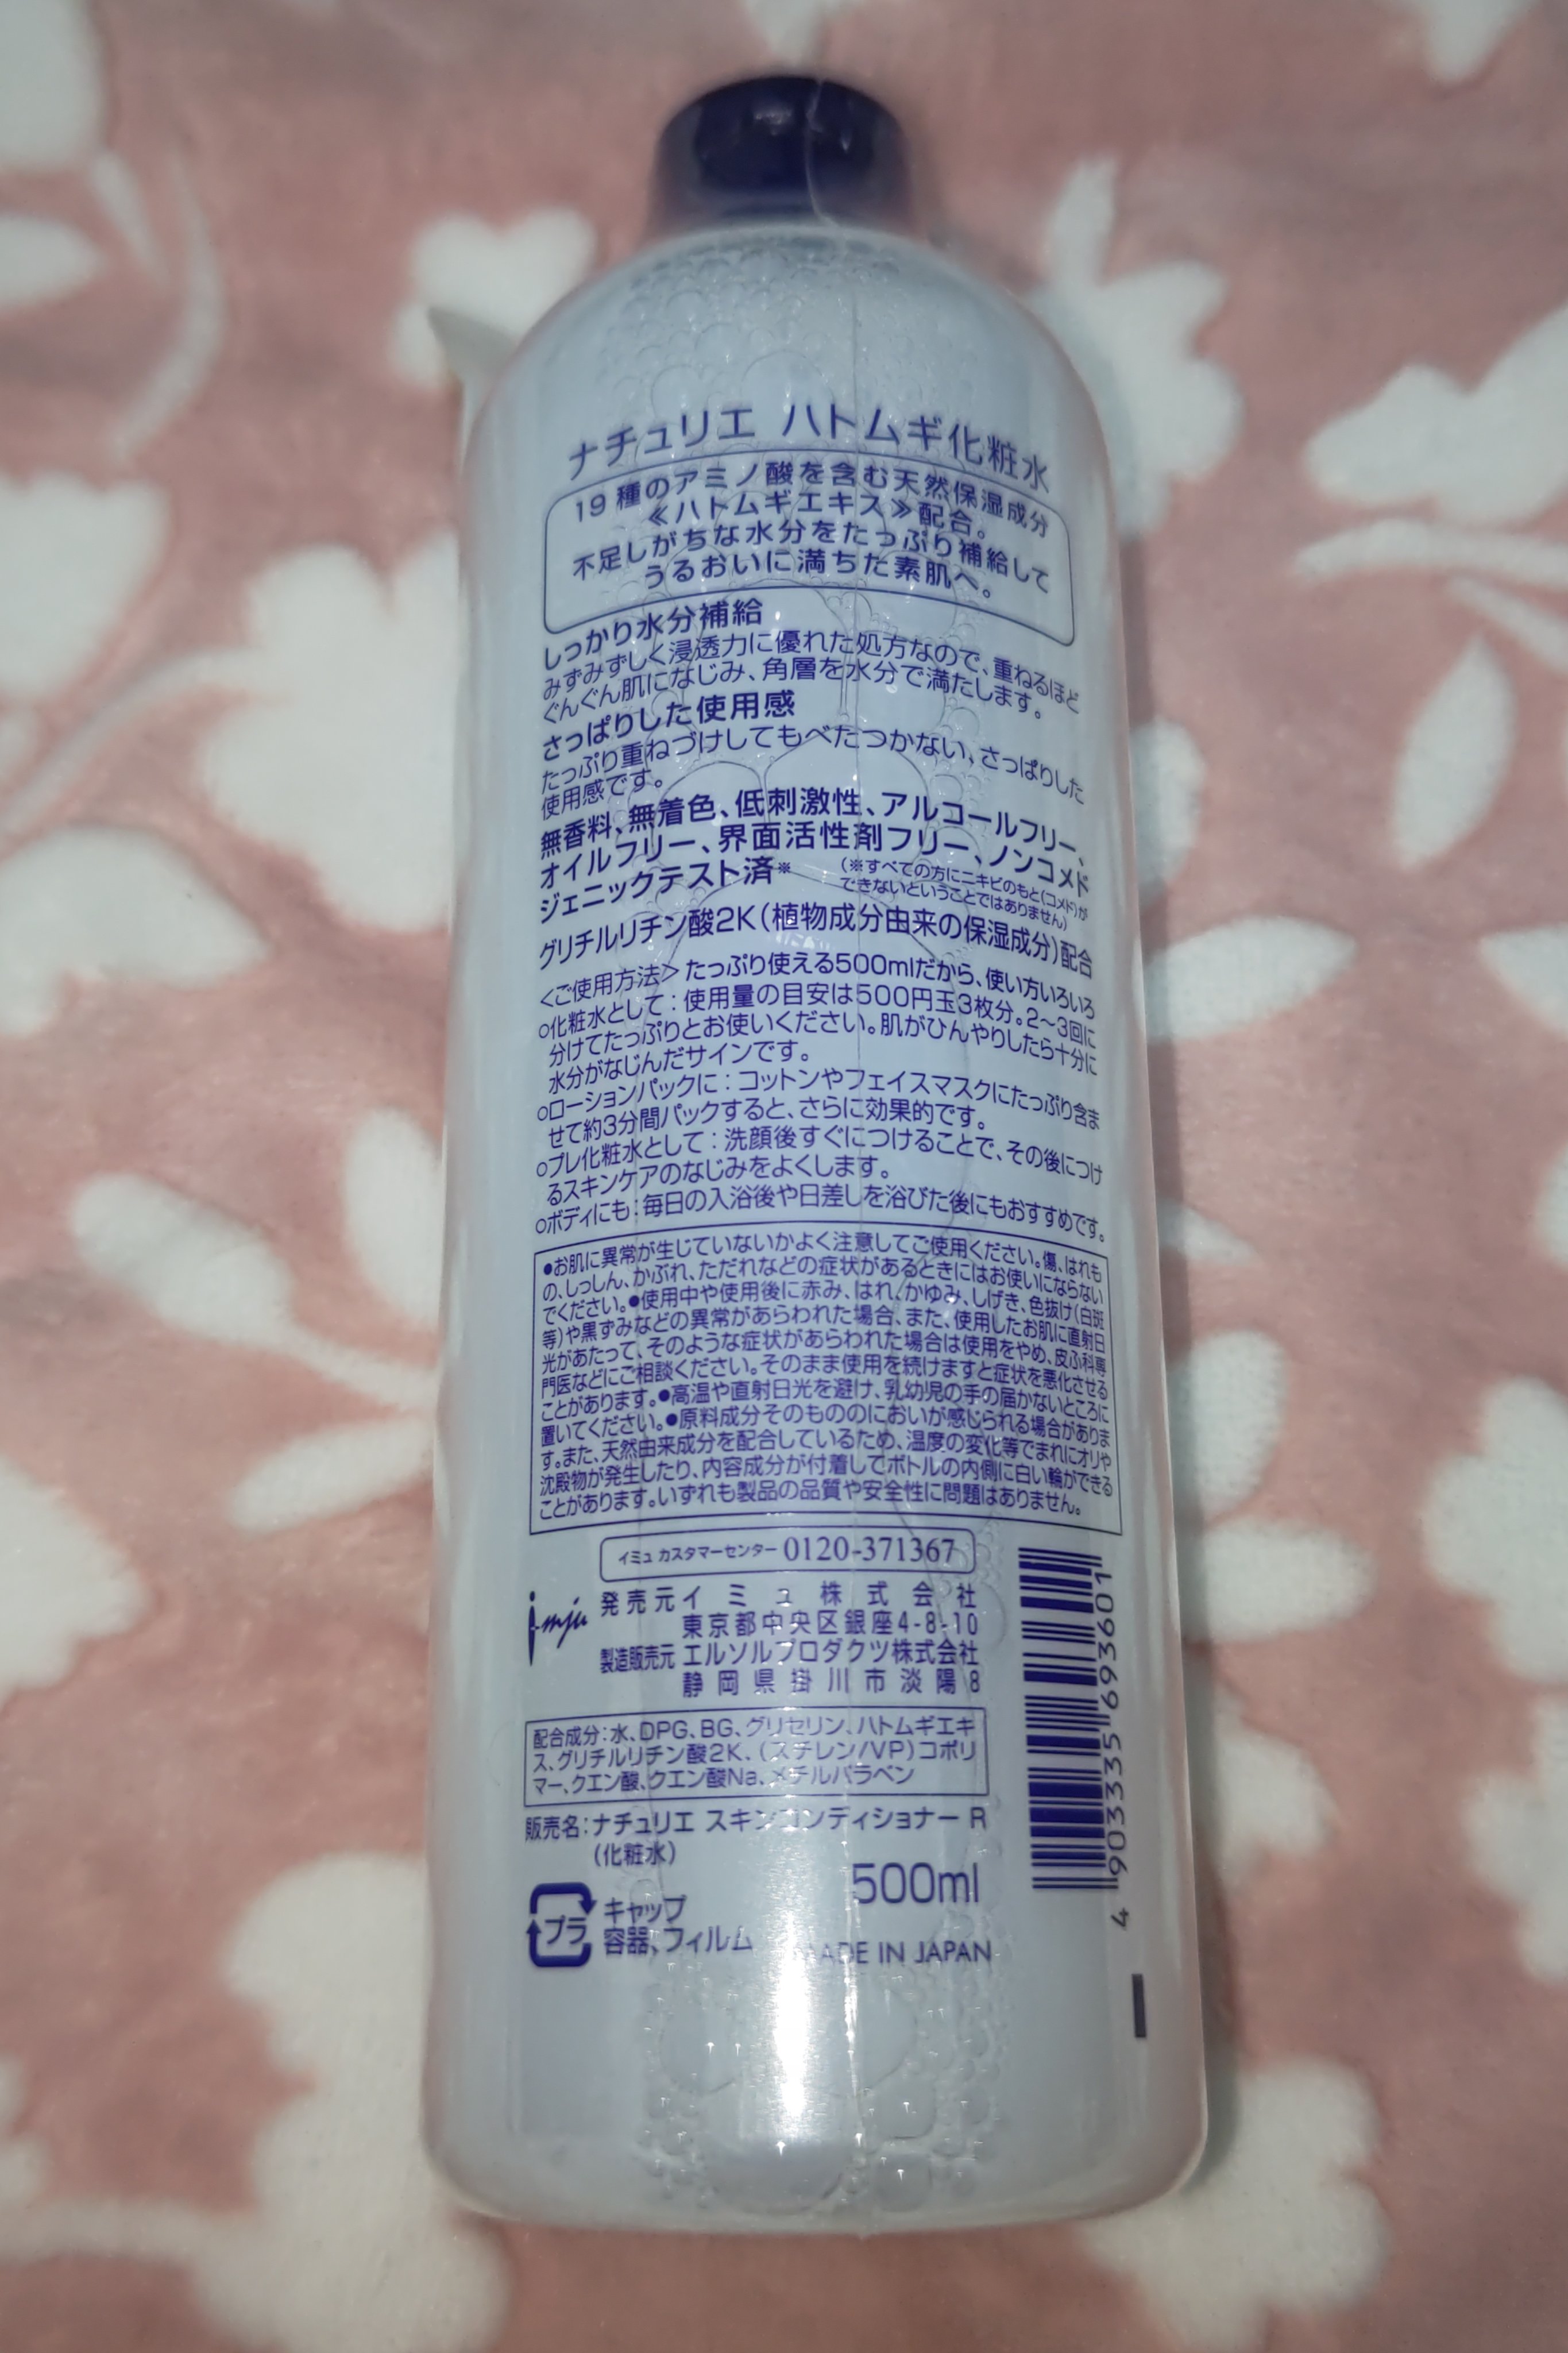 ナチュリエ ハトムギ化粧水
19種のアミノ酸を含む天然保湿成分
≪ハトムギエキス≫配合。
不足しがちな水分をたっぷり補給して
うるおいに満ちた素肌へ。
しっかり水分補給
みずみずしく浸透力に優れた処方なので、重ねるほど
ぐんぐん肌になじみ、角層を水分で満たします。
さっぱりした使用感
たっぷり重ねづけしてもべたつかない、さっぱりした
使用感です。
無香料、無着色、低刺激性、アルコールフリー、
オイルフリー、界面活性剤フリー、ノンコメド
ジェニックテスト済※
(※すべての方にニキビのもと(コメド)が
できないということではありません)
グリチルリチン酸2K(植物成分由来の保湿成分)配合
<ご使用方法>たっぷり使える500mlだから、使い方いろいろ
○化粧水として:使用量の目安は500円玉3枚分。2〜3回に
分けてたっぷりとお使いください。肌がひんやりしたら十分に
水分がなじんだサインです。
○ローションパックに:コットンやフェイスマスクにたっぷり含ま
せて約3分間パックすると、さらに効果的です。
○プレ化粧水として:洗顔後すぐにつけることで、その後につけ
るスキンケアのなじみをよくします。
○ボディにも:毎日の入浴後や日差しを浴びた後にもおすすめです。
●お肌に異常が生じていないかよく注意してご使用ください。傷、はれも
の、しっしん、かぶれ、ただれなどの症状があるときにはお使いにならない
でください。●使用中や使用後に赤み、はれ、かゆみ、しげき、色抜け(白斑
等)や黒ずみなどの異常があらわれた場合、また、使用したお肌に直射日
光があたって、そのような症状があらわれた場合は使用をやめ、皮ふ科専
門医などにご相談ください。そのまま使用を続けますと症状を悪化させる
ことがあります。●高温や直射日光を避け、乳幼児の手の届かないところに
置いてください。●原料成分そのもののにおいが感じられる場合がありま
す。また、天然由来成分を配合しているため、温度の変化等でまれにオリや
沈殿物が発生したり、内容成分が付着してボトルの内側に白い輪ができる
ことがあります。いずれも製品の品質や安全性に問題はありません。
イミュ カスタマーセンター 0120-371367
imju
発売元 イミュ株式会社
東京都中央区銀座4-8-10
製造販売元 エルソルプロダクツ株式会社
静岡県掛川市淡陽8
配合成分:水、DPG、BG、グリセリン、ハトムギエキ
ス、グリチルリチン酸2K、(スチレン/VP)コポリ
マー、クエン酸、クエン酸Na、メチルパラベン
販売名:ナチュリエ スキンコンディショナー R
(化粧水)
500ml
プラ
キャップ
容器、フィルム
MADE IN JAPAN
4 903335 693601